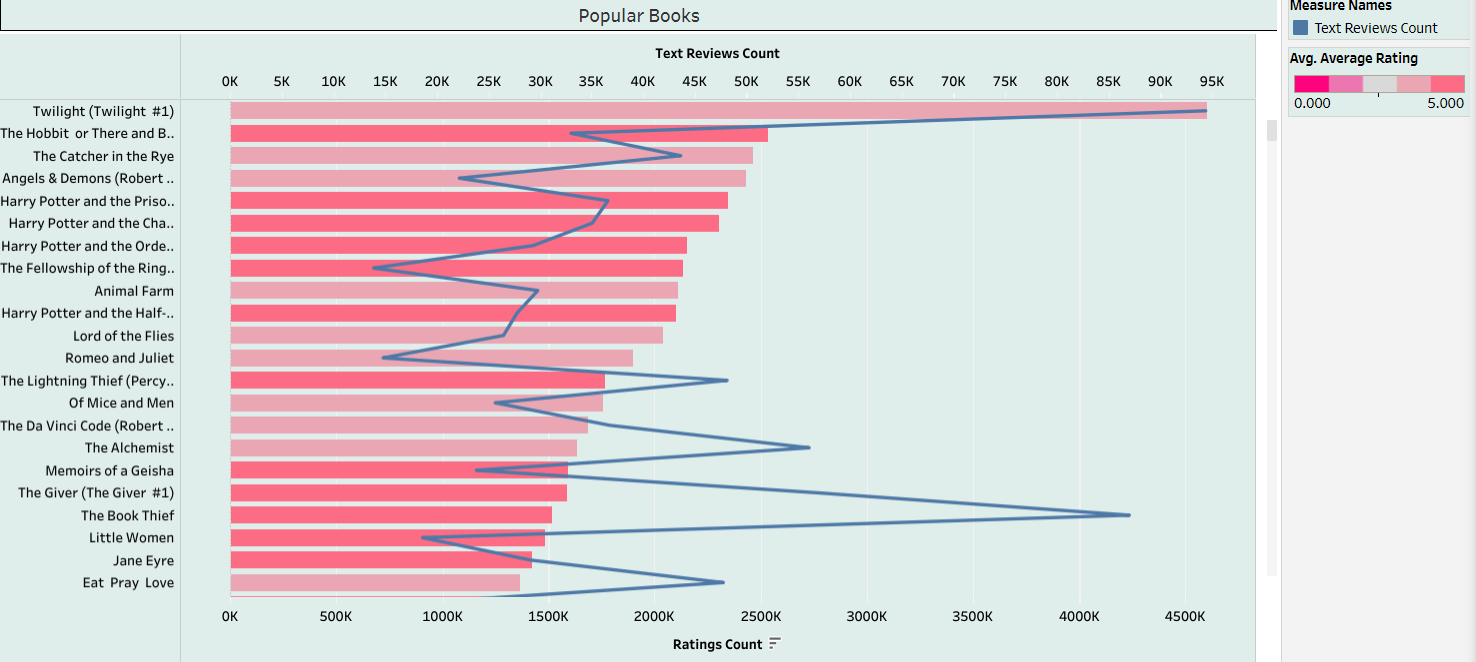 Popular Books
Measure Names
Text Reviews Count
Avg. Average Rating
0.000 5.000
Text Reviews Count
0K 5K 10K 15K 20K 25K 30K 35K 40K 45K 50K 55K 60K 65K 70K 75K 80K 85K 90K 95K
Twilight (Twilight #1)
The Hobbit or There and B..
The Catcher in the Rye
Angels & Demons (Robert ..
Harry Potter and the Priso..
Harry Potter and the Cha..
Harry Potter and the Orde..
The Fellowship of the Ring..
Animal Farm
Harry Potter and the Half-..
Lord of the Flies
Romeo and Juliet
The Lightning Thief (Percy..
Of Mice and Men
The Da Vinci Code (Robert ..
The Alchemist
Memoirs of a Geisha
The Giver (The Giver #1)
The Book Thief
Little Women
Jane Eyre
Eat Pray Love
0K 500K 1000K 1500K 2000K 2500K 3000K 3500K 4000K 4500K
Ratings Count